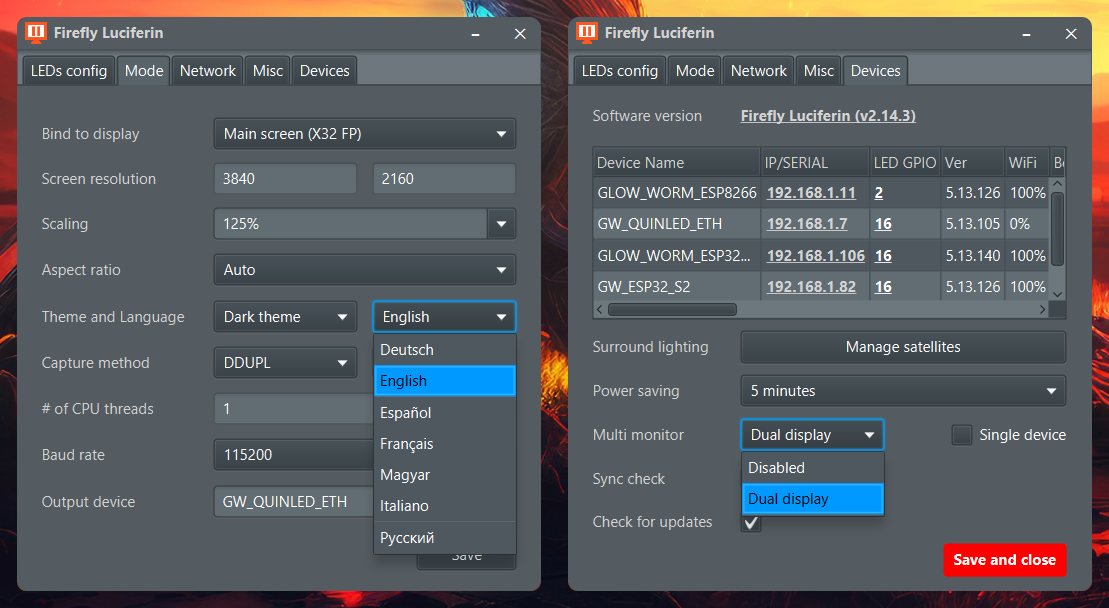 Firefly Luciferin
LEDs config Mode Network Misc Devices
Bind to display Main screen (X32 FP)
Screen resolution 3840 2160
Scaling 125%
Aspect ratio Auto
Theme and Language Dark theme English
Deutsch
Capture method DDUPL
English
# of CPU threads 1
Español
Français
Baud rate 115200
Magyar
Output device GW_QUINLED_ETH
Italiano
Русский
Save
Firefly Luciferin
LEDs config Mode Network Misc Devices
Software version Firefly Luciferin (v2.14.3)
Device Name IP/SERIAL LED GPIO Ver WiFi
GLOW_WORM_ESP8266 192.168.1.11 2 5.13.126 100%
GW_QUINLED_ETH 192.168.1.7 16 5.13.105 0%
GLOW_WORM_ESP32... 192.168.1.106 16 5.13.140 100%
GW_ESP32_S2 192.168.1.82 16 5.13.126 100%
Surround lighting Manage satellites
Power saving 5 minutes
Multi monitor Dual display Single device
Disabled
Sync check
Dual display
Check for updates
Save and close